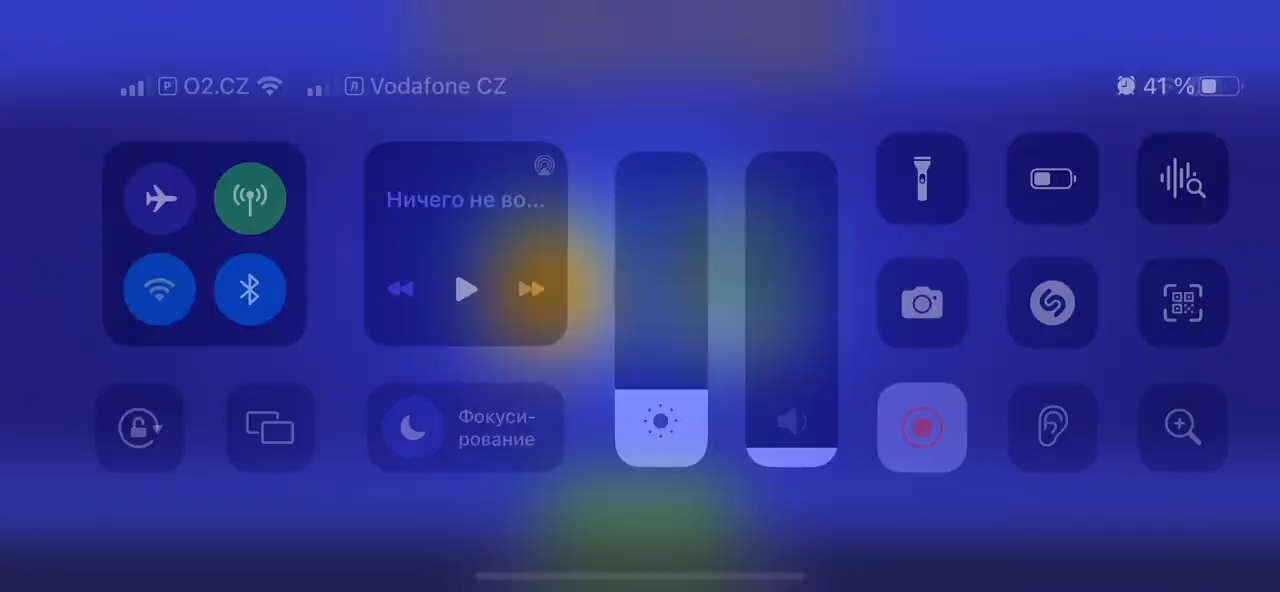 Р O2.CZ
Л Vodafone CZ
41 %
Ничего не во...
Фокуси-
рование